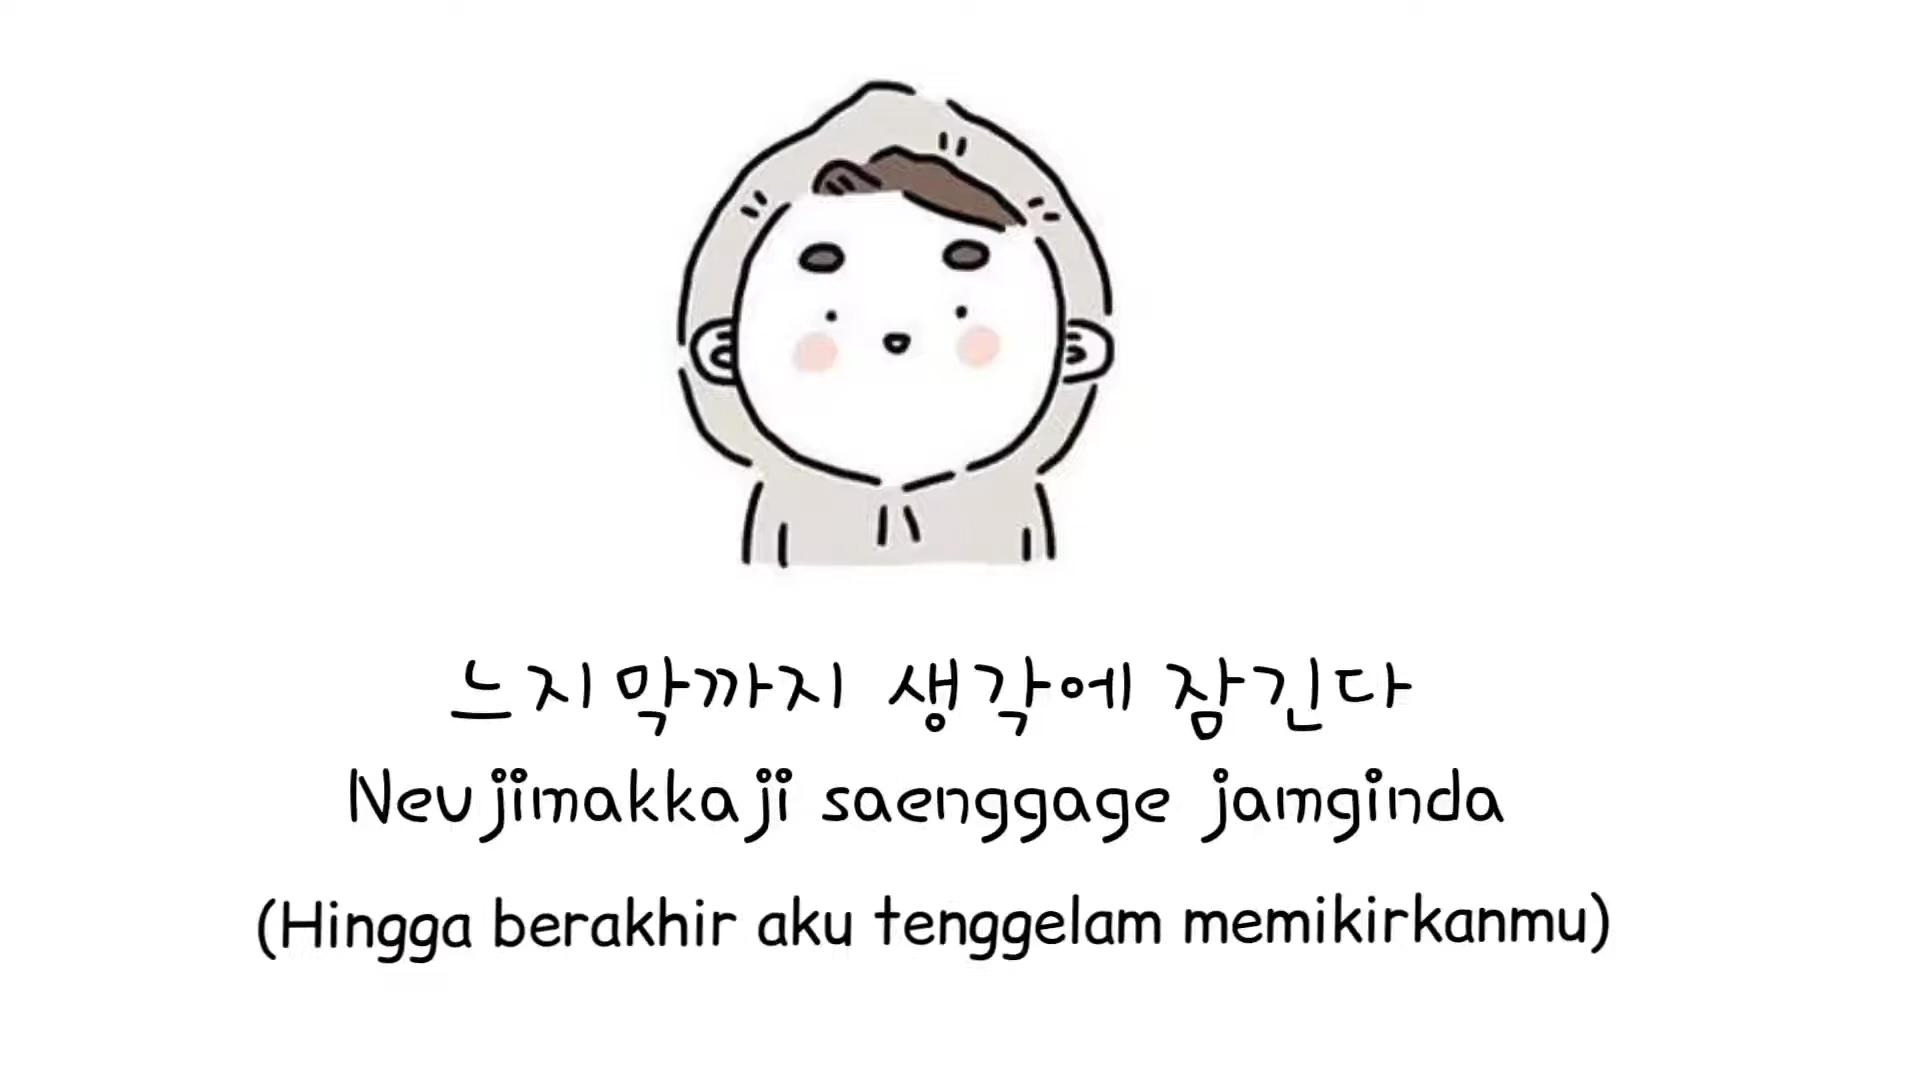 느지막까지 생각에 잠긴다
Neujimakkaji saenggage jamginda
(Hingga berakhir aku tenggelam memikirkanmu)